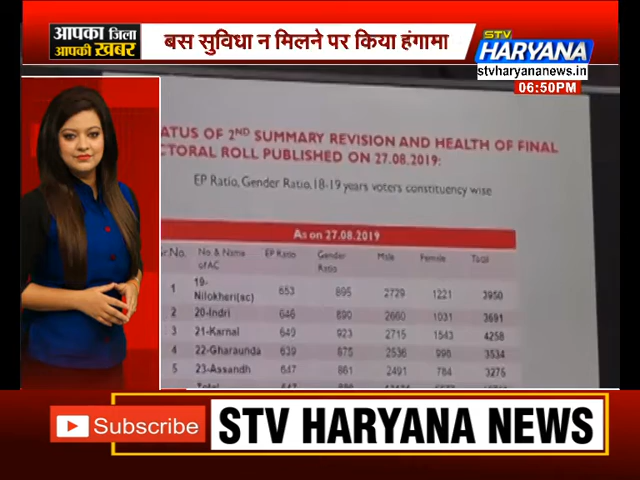 आपका जिला
आपकी ख़बर
बस सुविधा न मिलने पर किया हंगामा
STV
HARYANA
stvharyananews.in
06:50PM
ATUS OF 2ND SUMMARY REVISION AND HEALTH OF FINAL
CTORAL ROLL PUBLISHED ON 27.08.2019:
EP Ratio, Gender Ratio, 18-19 years voters constituency wise
As on 27.08.2019
Sr.No. No. & Name of AC EP Ratio Gender Ratio Male Female Total
1 19-Nilokheri(ac) 653 895 2729 1221 3950
2 20-Indri 646 890 2660 1031 3691
3 21-Karnal 649 923 2715 1543 4258
4 22-Gharaunda 639 875 2536 998 3534
5 23-Assandh 647 861 2491 784 3275
Total
Subscribe
STV HARYANA NEWS